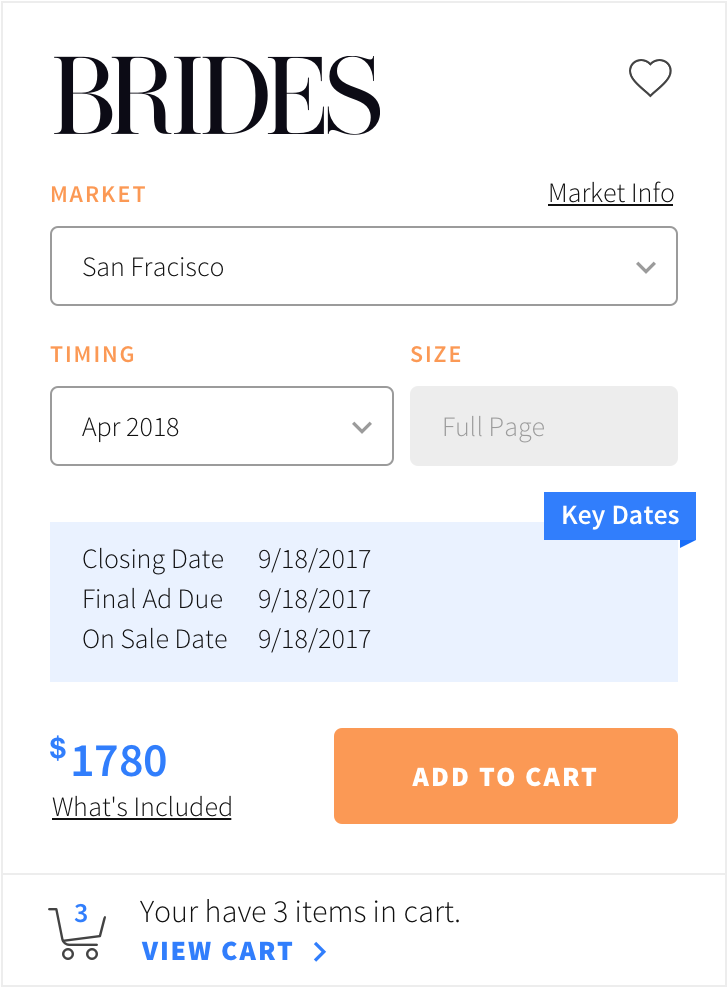 BRIDES
MARKET
Market Info
San Fracisco
TIMING
SIZE
Apr 2018
Full Page
Key Dates
Closing Date 9/18/2017
Final Ad Due 9/18/2017
On Sale Date 9/18/2017
$1780
What's Included
ADD TO CART
3
Your have 3 items in cart.
VIEW CART